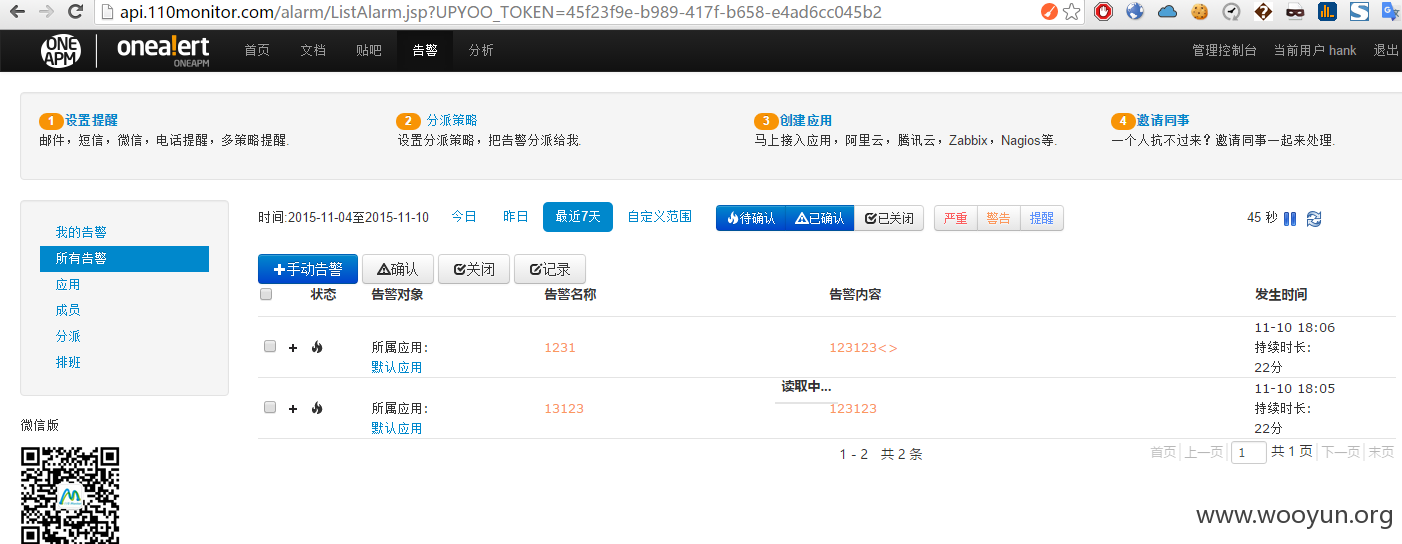 api.110monitor.com/alarm/ListAlarm.jsp?UPYOO_TOKEN=45f23f9e-b989-417f-b658-e4ad6cc045b2
ONE APM onealert ONEAPM 首页 文档 贴吧 告警 分析 管理控制台 当前用户 hank 退出
1 设置提醒 2 分派策略 3 创建应用 4 邀请同事
邮件，短信，微信，电话提醒，多策略提醒. 设置分派策略，把告警分派给我. 马上接入应用，阿里云，腾讯云，Zabbix，Nagios等. 一个人抗不过来？邀请同事一起来处理.
我的告警
所有告警
应用
成员
分派
排班
微信版
时间:2015-11-04至2015-11-10 今日 昨日 最近7天 自定义范围 待确认 已确认 已关闭 严重 警告 提醒 45 秒
手动告警 确认 关闭 记录
状态 告警对象 告警名称 告警内容 发生时间
11-10 18:06
所属应用: 1231 123123<> 持续时长:
默认应用 22分
读取中... 11-10 18:05
所属应用: 13123 123123 持续时长:
默认应用 22分
1 - 2 共 2 条 首页 上一页 1 共 1 页 下一页 末页
www.wooyun.org